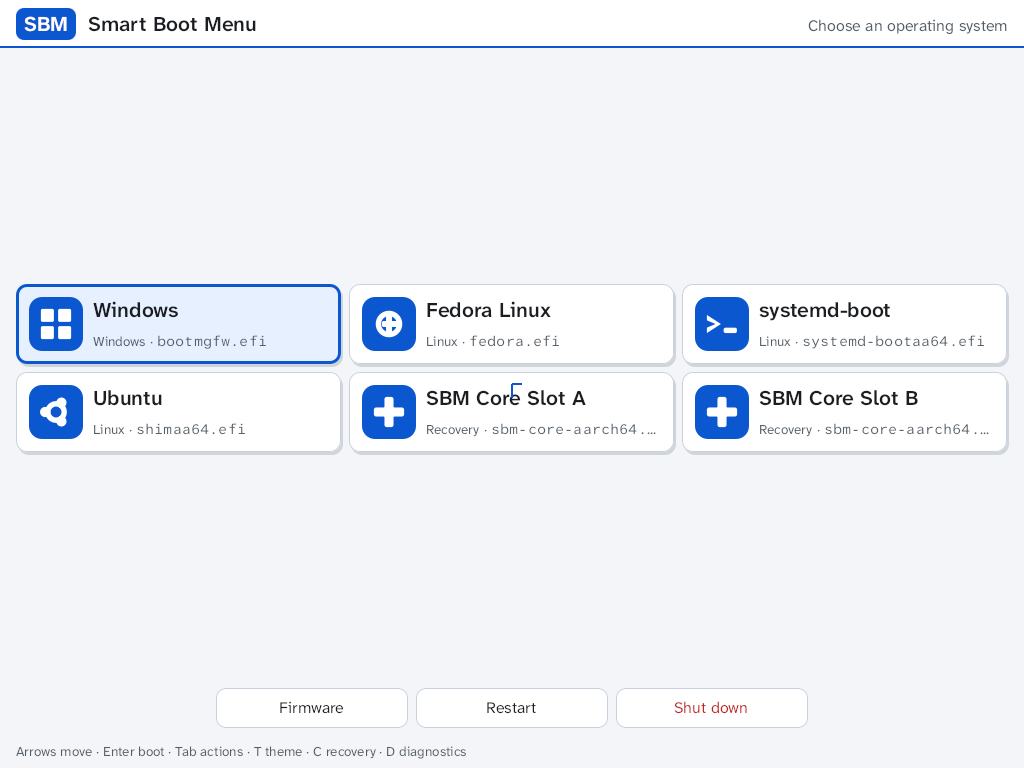 SBM Smart Boot Menu
Choose an operating system
Windows
Windows · bootmgfw.efi
Fedora Linux
Linux · fedora.efi
systemd-boot
Linux · systemd-bootaa64.efi
Ubuntu
Linux · shimaa64.efi
SBM Core Slot A
Recovery · sbm-core-aarch64.…
SBM Core Slot B
Recovery · sbm-core-aarch64.…
Firmware
Restart
Shut down
Arrows move · Enter boot · Tab actions · T theme · C recovery · D diagnostics